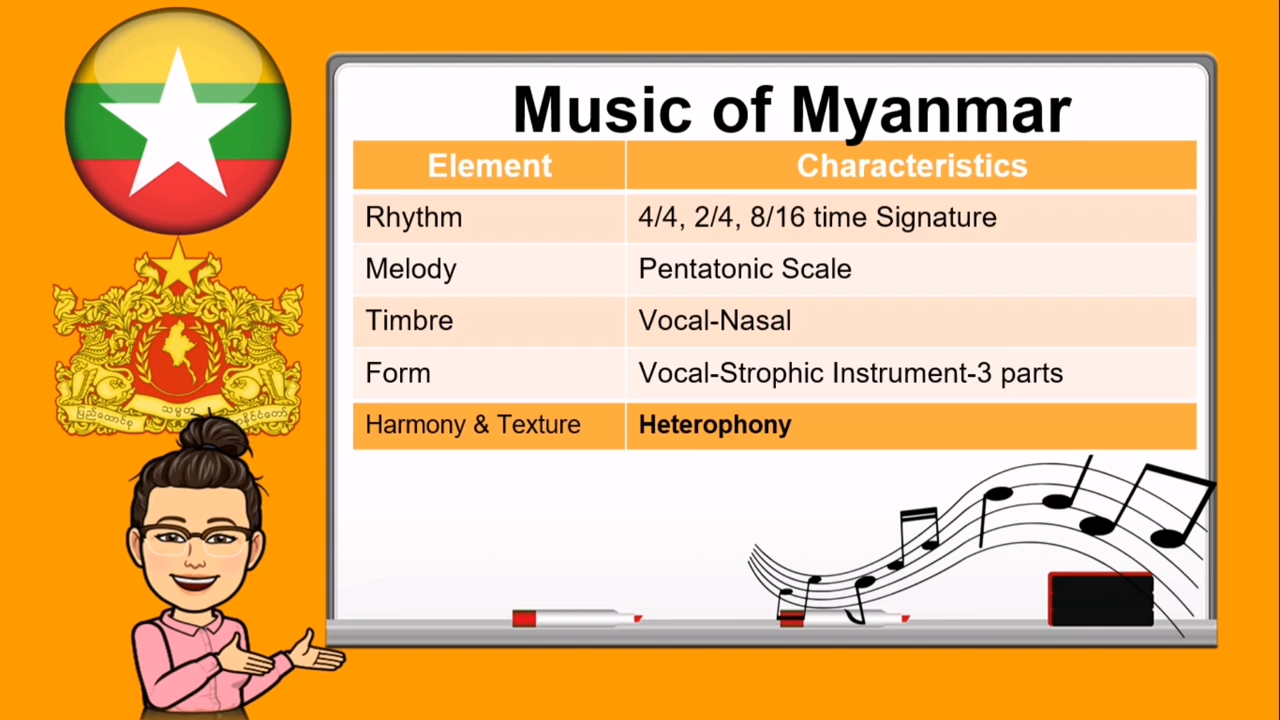 Music of Myanmar
Element Characteristics
Rhythm 4/4, 2/4, 8/16 time Signature
Melody Pentatonic Scale
Timbre Vocal-Nasal
Form Vocal-Strophic Instrument-3 parts
Harmony & Texture Heterophony